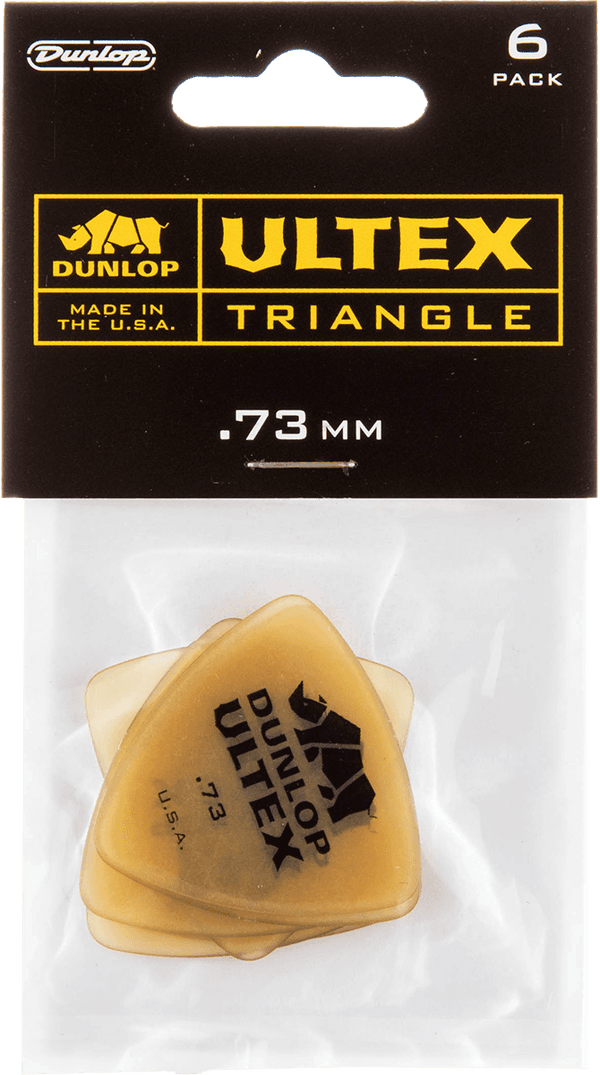 Dunlop
6
PACK
DUNLOP
ULTEX
MADE IN
THE U.S.A.
TRIANGLE
.73 MM
DUNLOP
ULTEX
.73
U.S.A.